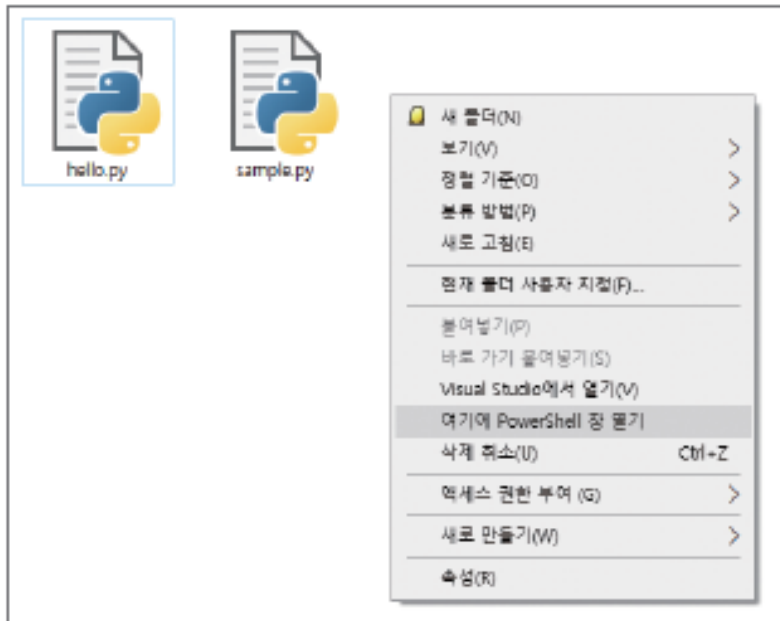 hello.py
sample.py
새 폴더(N)
보기(V)
정렬 기준(O)
분류 방법(P)
새로 고침(E)
현재 폴더 사용자 지정(F)...
붙여넣기(P)
바로 가기 붙여넣기(S)
Visual Studio에서 열기(V)
여기에 PowerShell 창 열기
삭제 취소(U) Ctrl+Z
액세스 권한 부여 (G)
새로 만들기(W)
속성(R)